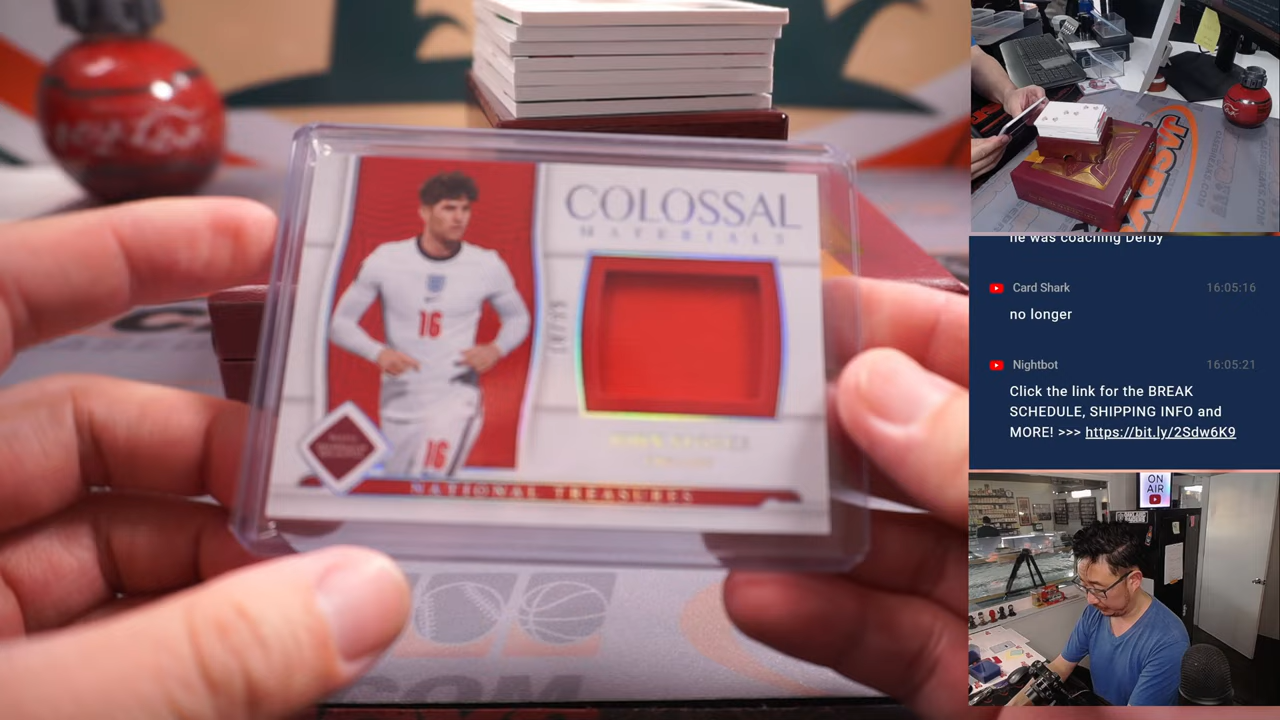 COLOSSAL
MATERIALS
16
16
NATIONAL TREASURES
he was coaching Derby
Card Shark
16:05:16
no longer
Nightbot
16:05:21
Click the link for the BREAK
SCHEDULE, SHIPPING INFO and
MORE! >>> https://bit.ly/2Sdw6K9
ON
AIR